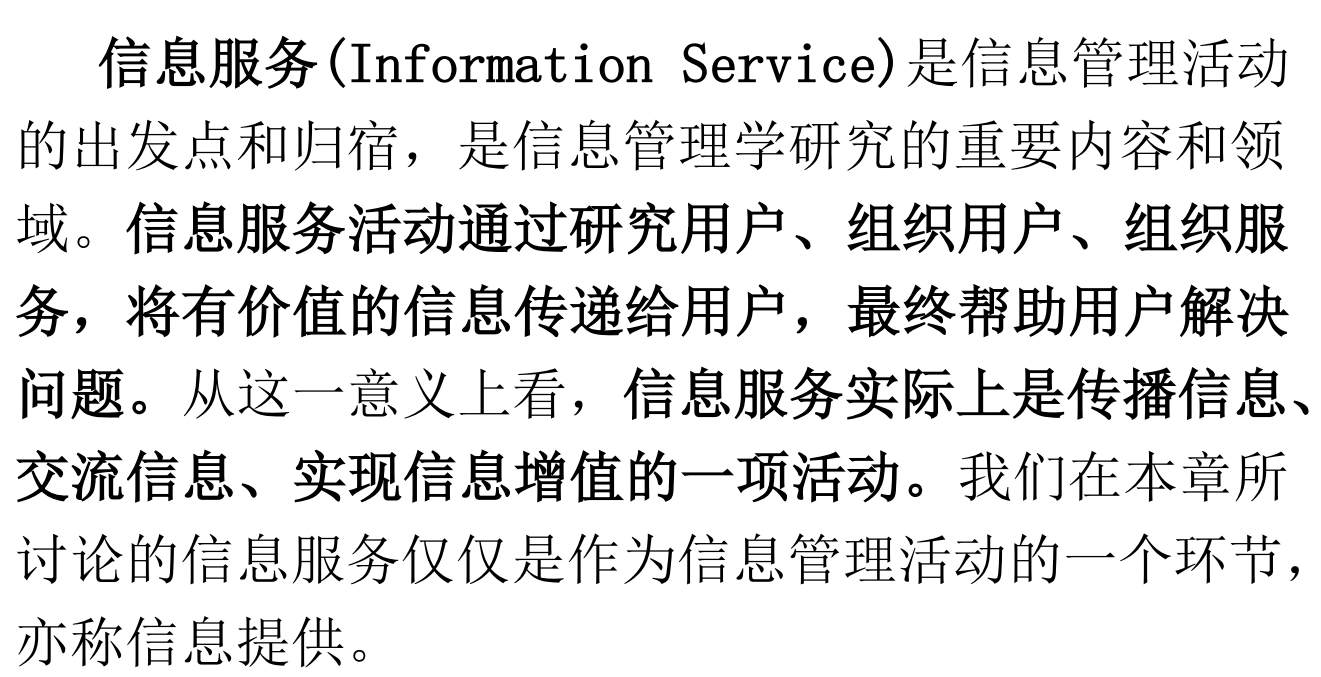 信息服务(Information Service)是信息管理活动
的出发点和归宿，是信息管理学研究的重要内容和领
域。信息服务活动通过研究用户、组织用户、组织服
务，将有价值的信息传递给用户，最终帮助用户解决
问题。从这一意义上看，信息服务实际上是传播信息、
交流信息、实现信息增值的一项活动。我们在本章所
讨论的信息服务仅仅是作为信息管理活动的一个环节，
亦称信息提供。